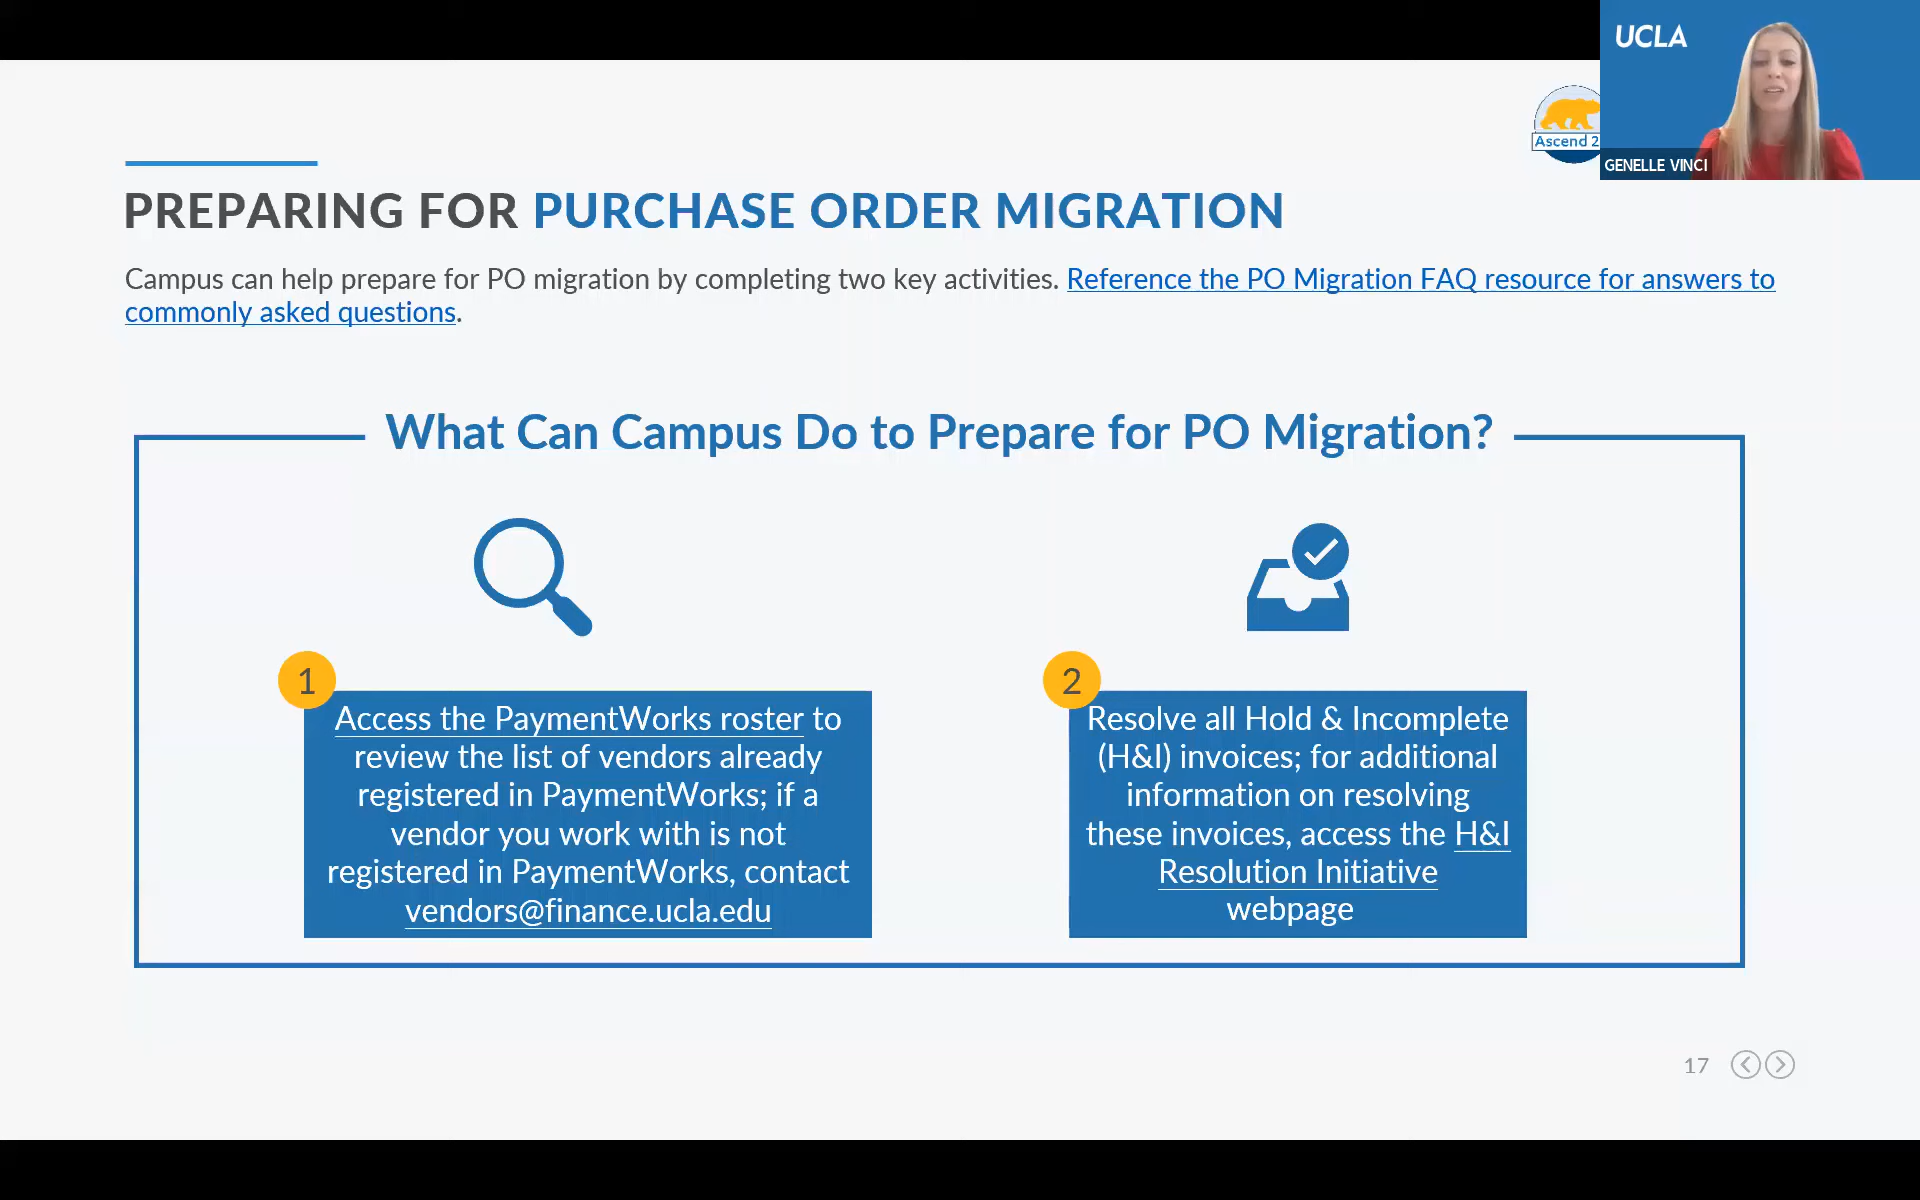 UCLA
Ascend 2
GENELLE VINCI
PREPARING FOR PURCHASE ORDER MIGRATION
Campus can help prepare for PO migration by completing two key activities. Reference the PO Migration FAQ resource for answers to
commonly asked questions.
What Can Campus Do to Prepare for PO Migration?
1
Access the PaymentWorks roster to
review the list of vendors already
registered in PaymentWorks; if a
vendor you work with is not
registered in PaymentWorks, contact
vendors@finance.ucla.edu
2
Resolve all Hold & Incomplete
(H&I) invoices; for additional
information on resolving
these invoices, access the H&I
Resolution Initiative
webpage
17